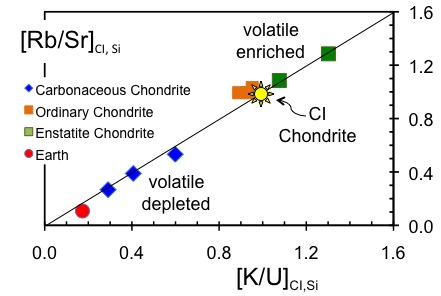 [Rb/Sr]CI, Si
volatile
enriched
1.6
1.2
Carbonaceous Chondrite
Ordinary Chondrite
Enstatite Chondrite
Earth
CI
Chondrite
0.8
volatile
depleted
0.4
0.0
0.0 0.4 0.8 1.2 1.6
[K/U]CI,Si